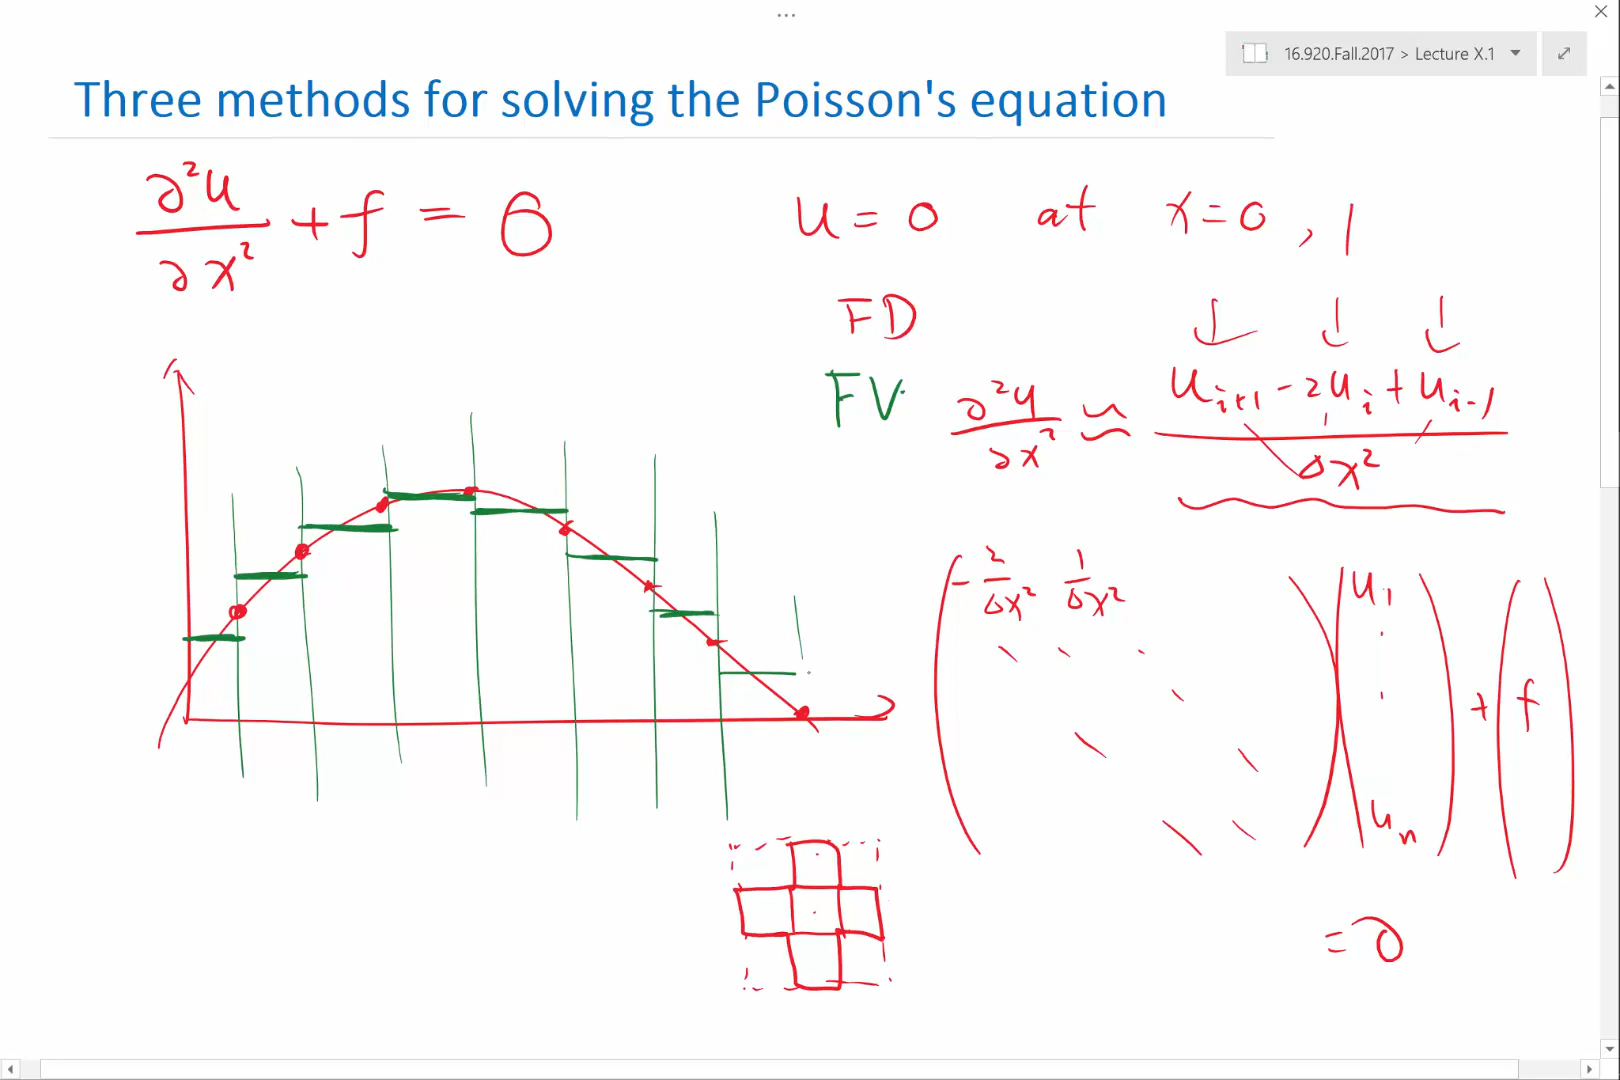 16.920.Fall.2017 > Lecture X.1
Three methods for solving the Poisson's equation
∂²u/∂x² + f = 0
u = 0 at x = 0, 1
FD
FV
∂²u/∂x² ≈ (u_{i+1} - 2u_i + u_{i-1})/Δx²
-2/Δx² 1/Δx²
u_1
u_n
+ f
= 0